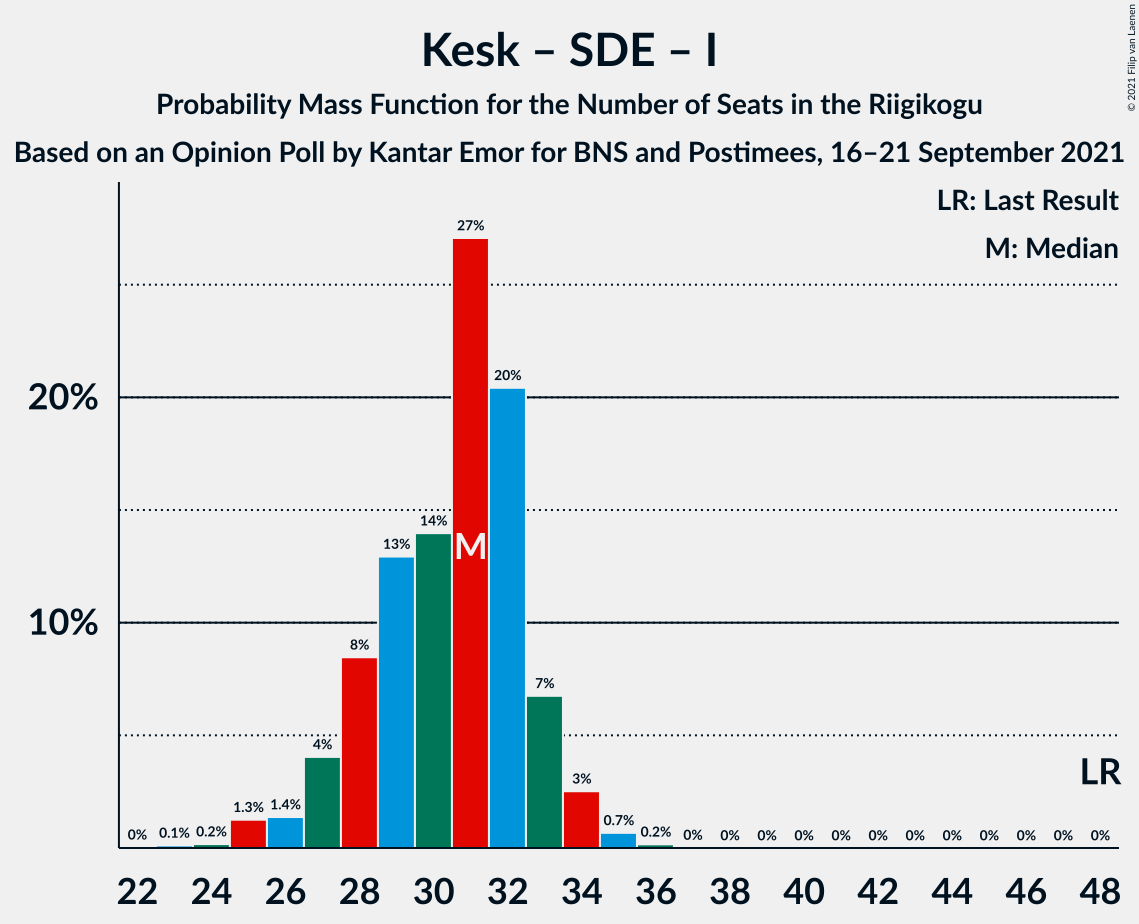 Kesk – SDE – I
Probability Mass Function for the Number of Seats in the Riigikogu
Based on an Opinion Poll by Kantar Emor for BNS and Postimees, 16–21 September 2021
© 2021 Filip van Laenen
LR: Last Result
M: Median
27%
20%
20%
14%
13%
M
10%
8%
7%
4%
3%
LR
0% 0.1% 0.2% 1.3% 1.4% 0.7% 0.2% 0% 0% 0% 0% 0% 0% 0% 0% 0% 0% 0% 0%
22 24 26 28 30 32 34 36 38 40 42 44 46 48